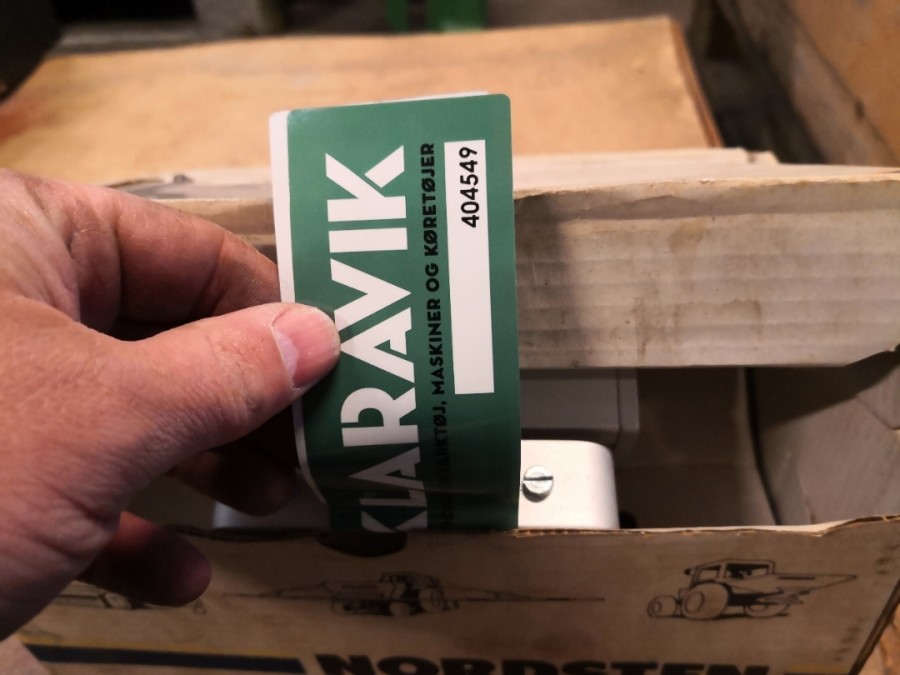 KLARAVIK
MASKINER OG KØRETØJER
404549
NORDSTEN